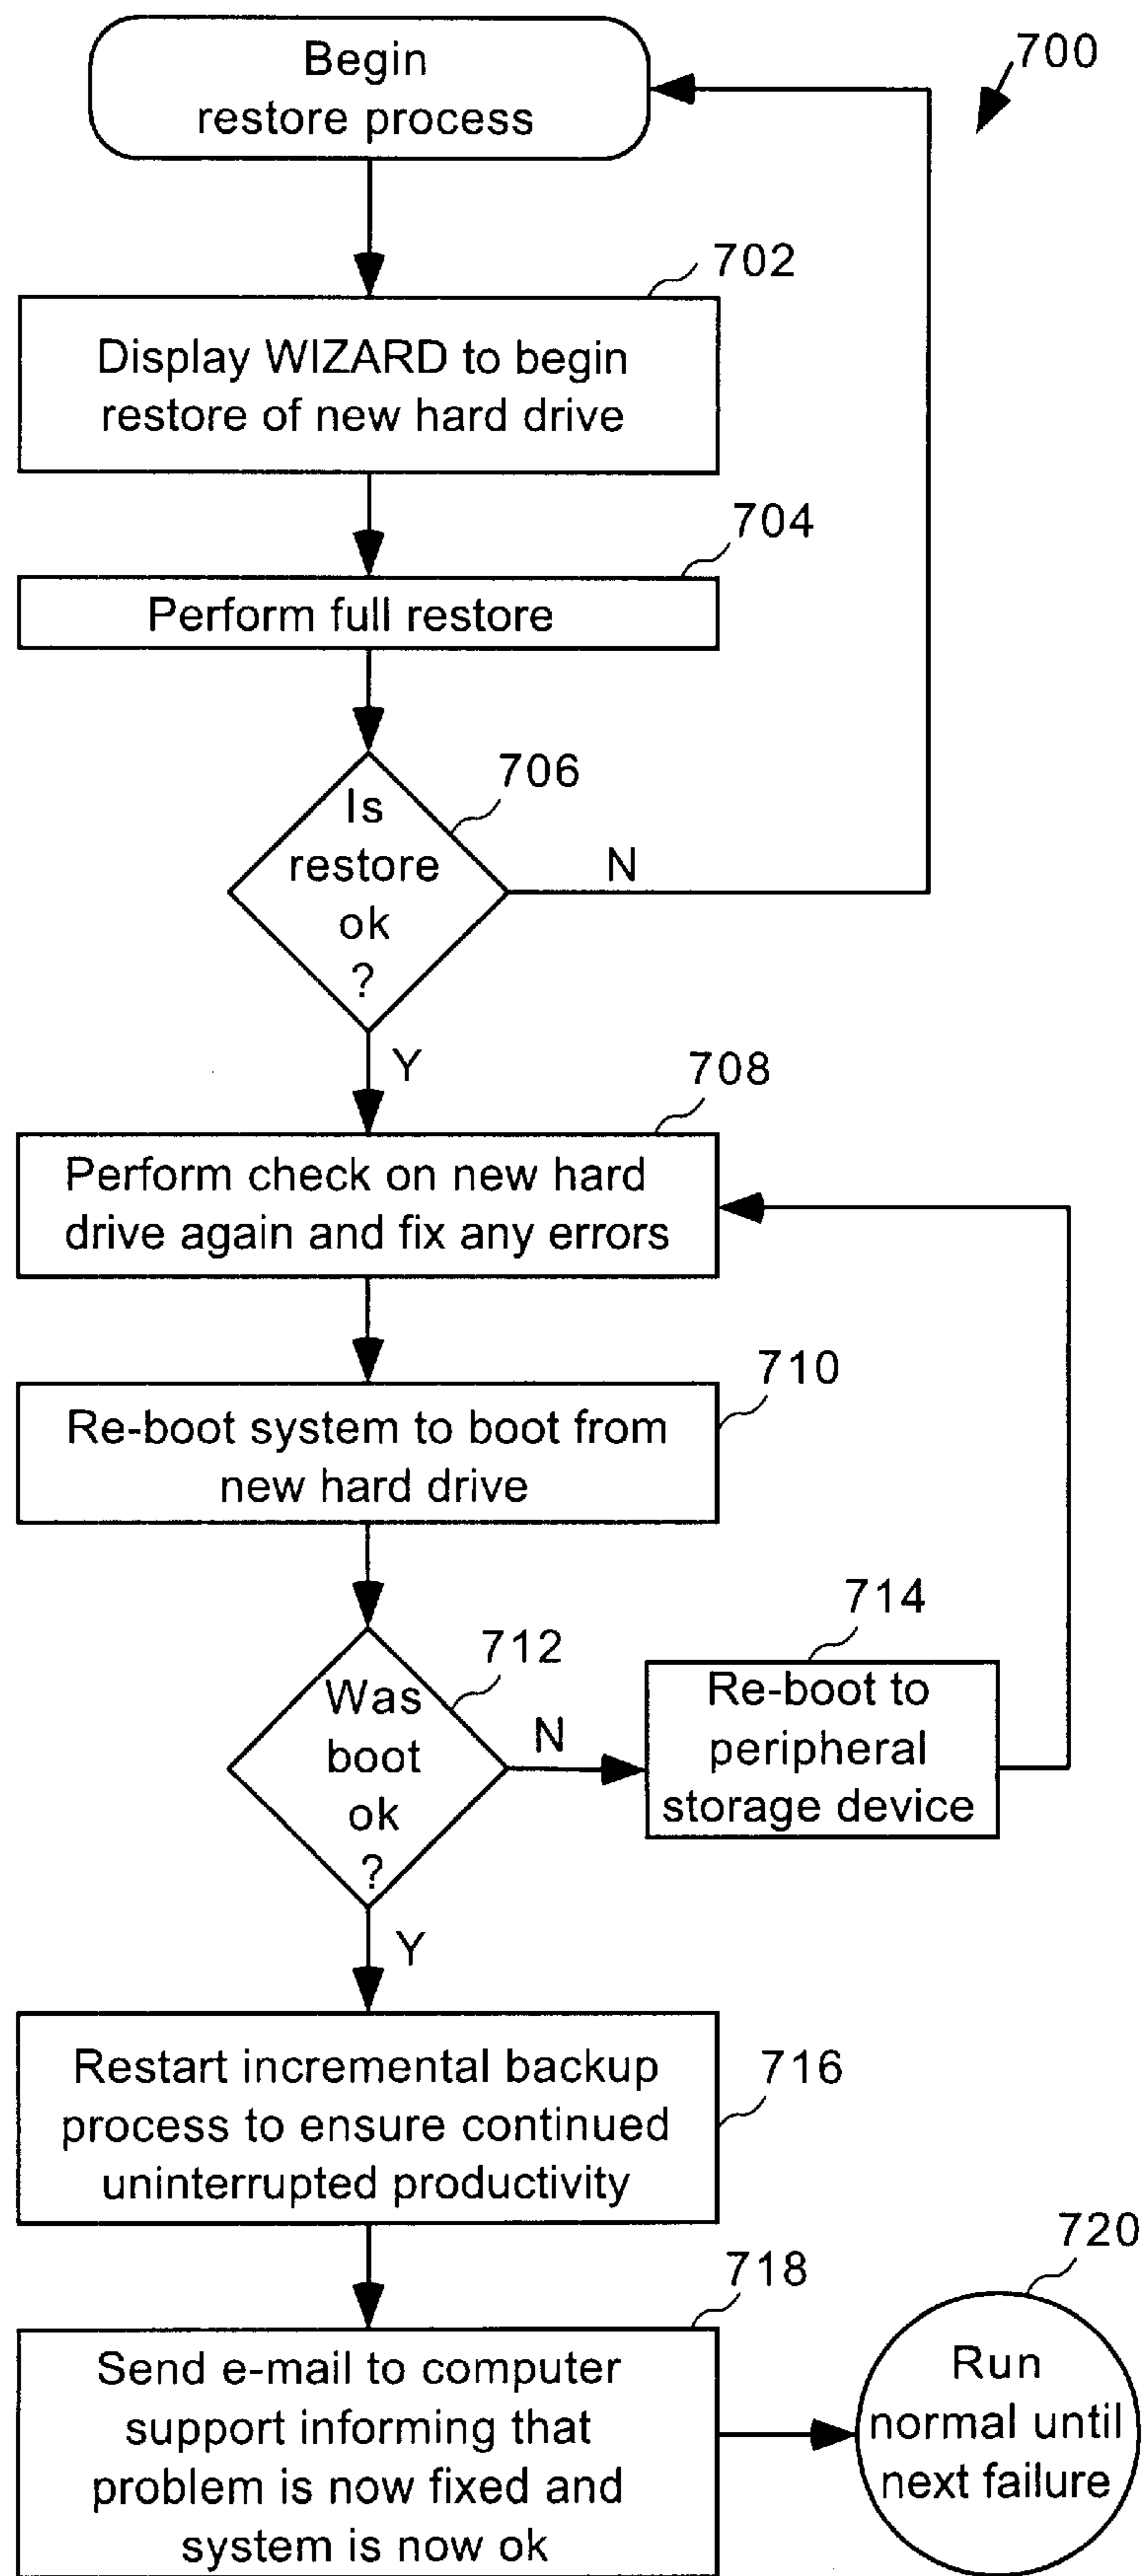 Begin
restore process
700
702
Display WIZARD to begin
restore of new hard drive
704
Perform full restore
706
Is
restore
ok
?
N
Y
708
Perform check on new hard
drive again and fix any errors
710
Re-boot system to boot from
new hard drive
712
Was
boot
ok
?
N
714
Re-boot to
peripheral
storage device
Y
716
Restart incremental backup
process to ensure continued
uninterrupted productivity
718
Send e-mail to computer
support informing that
problem is now fixed and
system is now ok
720
Run
normal until
next failure